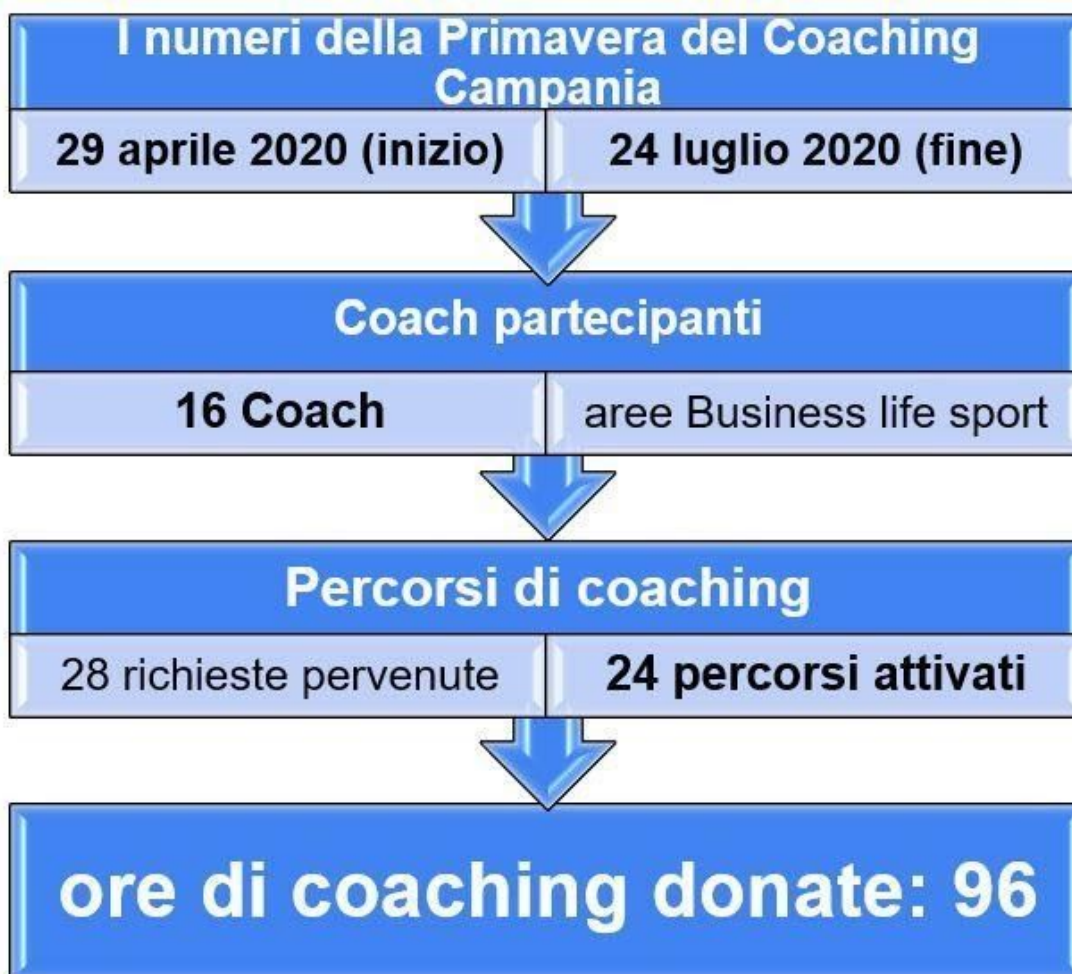 I numeri della Primavera del Coaching
Campania
29 aprile 2020 (inizio)
24 luglio 2020 (fine)
Coach partecipanti
16 Coach
aree Business life sport
Percorsi di coaching
28 richieste pervenute
24 percorsi attivati
ore di coaching donate: 96